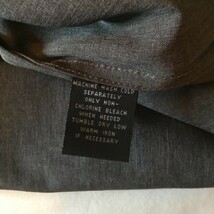 MACHINE WASH COLD
SEPARATELY
ONLY NON-
CHLORINE BLEACH
WHEN NEEDED
TUMBLE DRY LOW
WARM IRON
IF NECESSARY